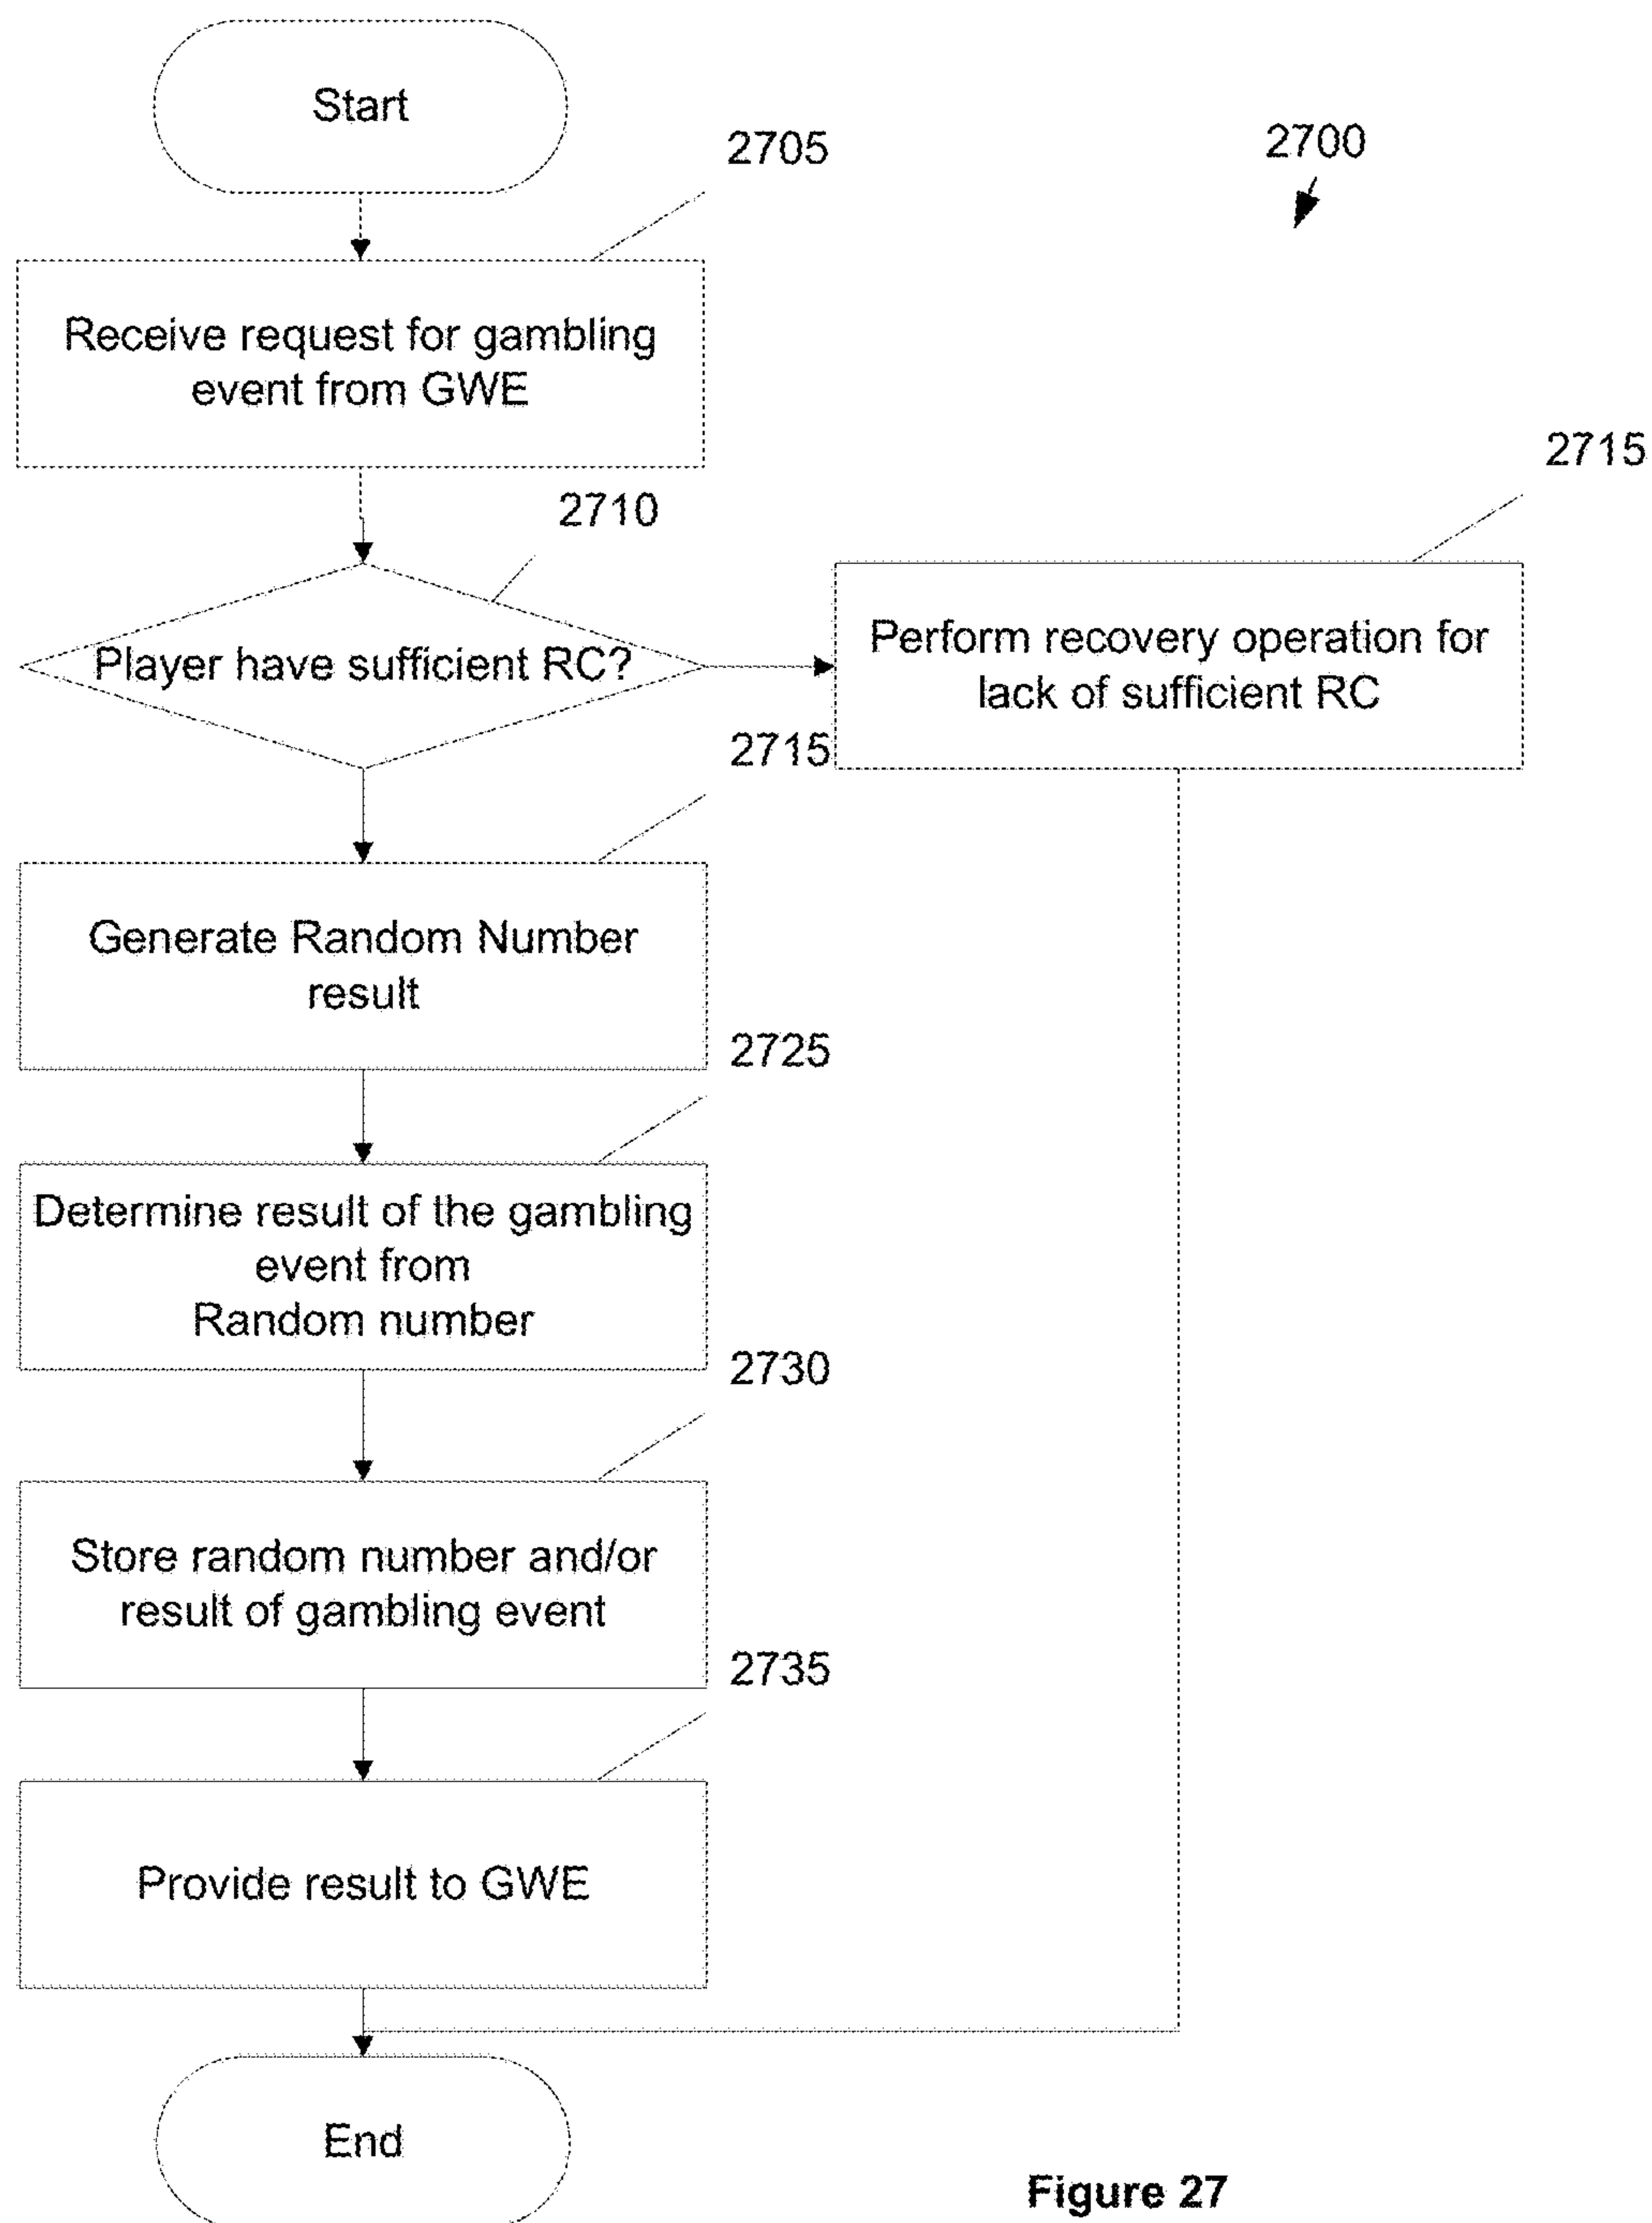 Start
2705
2700
Receive request for gambling
event from GWE
2715
2710
Player have sufficient RC?
Perform recovery operation for
lack of sufficient RC
2715
Generate Random Number
result
2725
Determine result of the gambling
event from
Random number
2730
Store random number and/or
result of gambling event
2735
Provide result to GWE
End
Figure 27